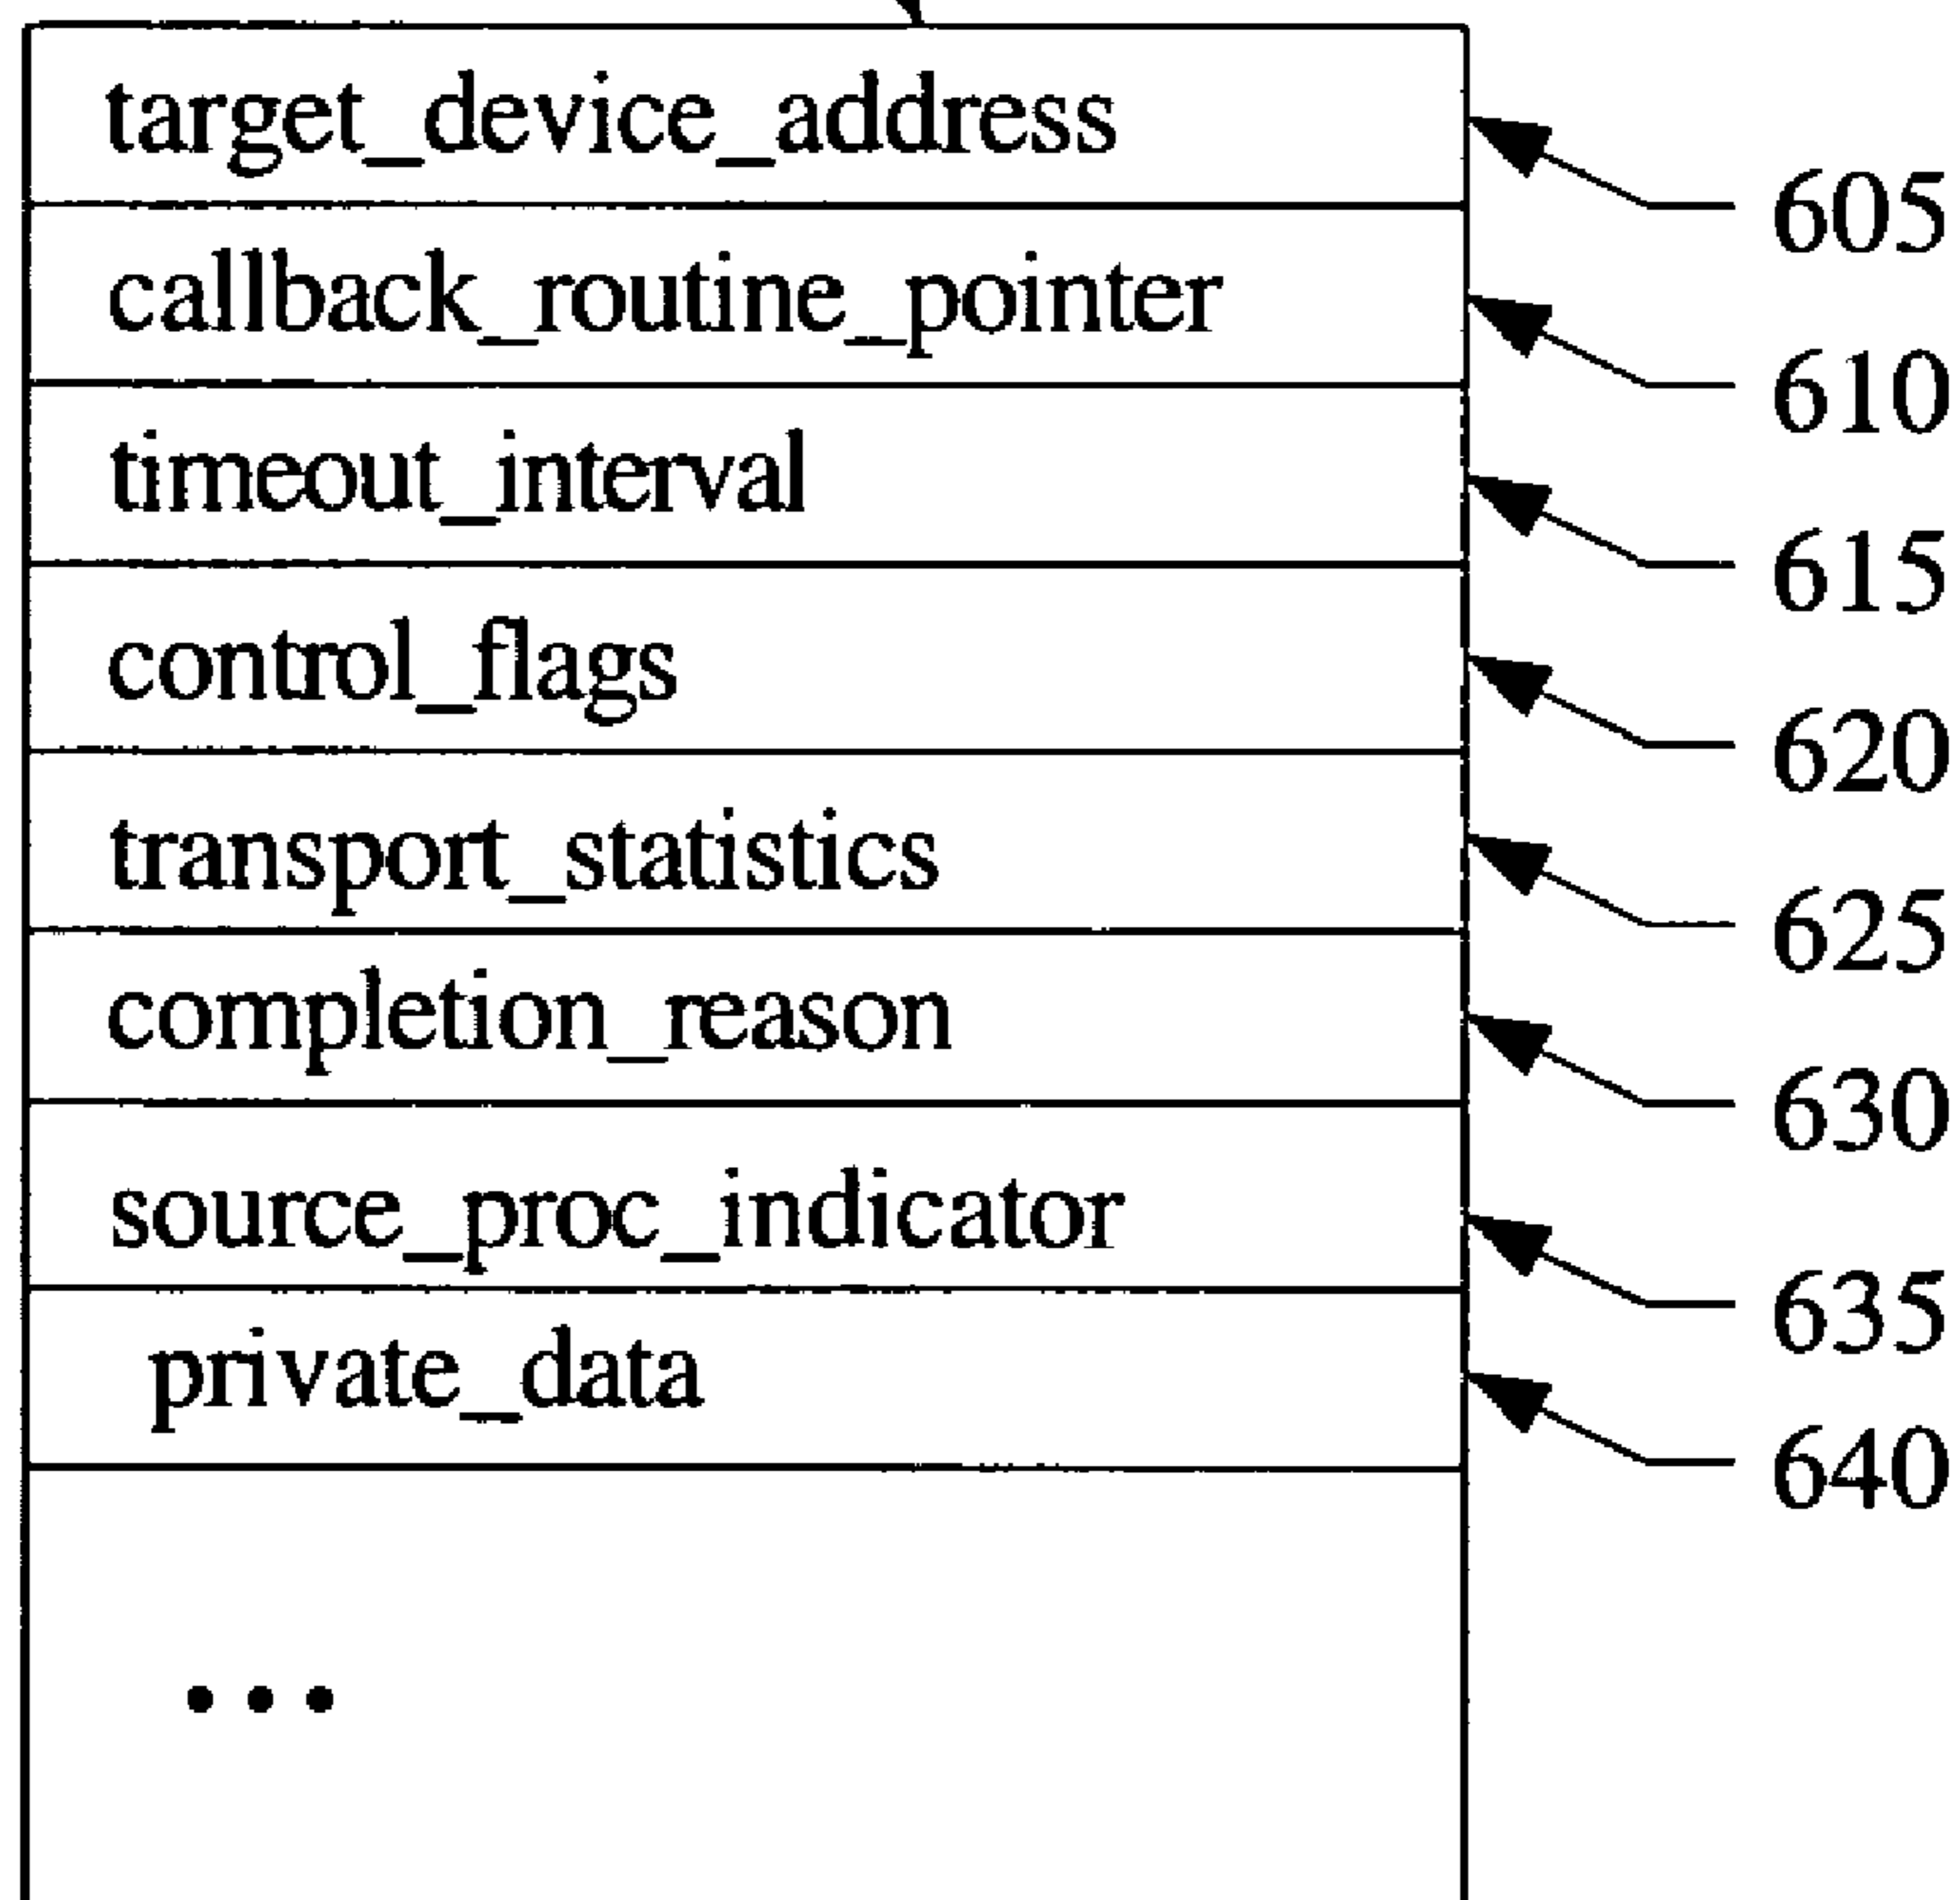 target_device_address
605
callback_routine_pointer
610
timeout_interval
615
control_flags
620
transport_statistics
625
completion_reason
630
source_proc_indicator
635
private_data
640
...